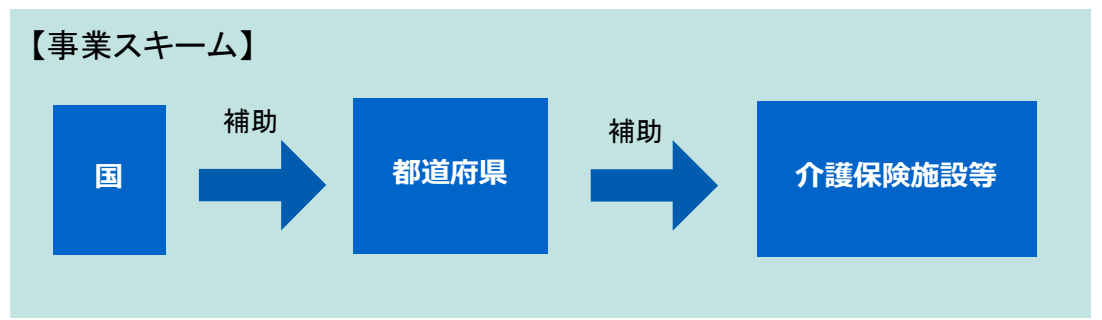 【事業スキーム】
国
補助
都道府県
補助
介護保険施設等